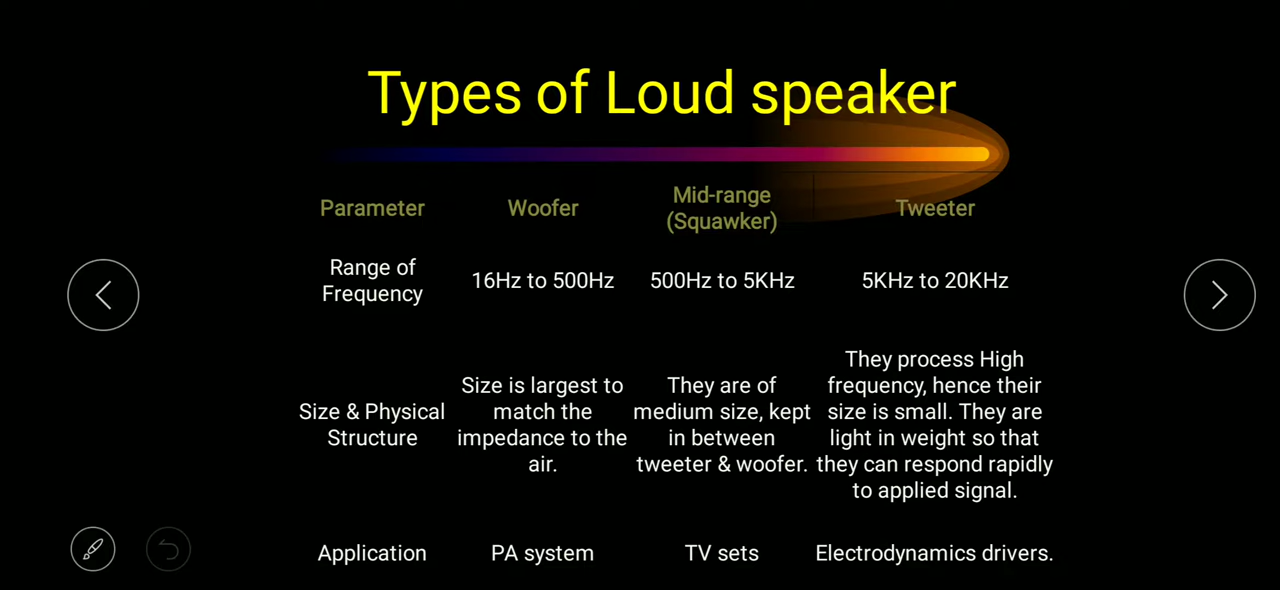 Types of Loud speaker
Parameter
Woofer
Mid-range
(Squawker)
Tweeter
Range of
Frequency
16Hz to 500Hz
500Hz to 5KHz
5KHz to 20KHz
Size & Physical
Structure
Size is largest to
match the
impedance to the
air.
They are of
medium size, kept
in between
tweeter & woofer.
They process High
frequency, hence their
size is small. They are
light in weight so that
they can respond rapidly
to applied signal.
Application
PA system
TV sets
Electrodynamics drivers.